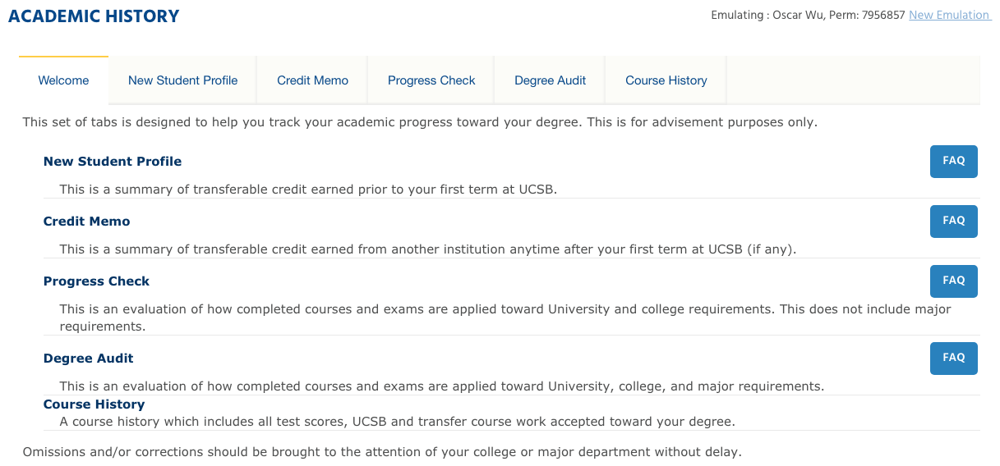 ACADEMIC HISTORY
Emulating : Oscar Wu, Perm: 7956857 New Emulation
Welcome
New Student Profile
Credit Memo
Progress Check
Degree Audit
Course History
This set of tabs is designed to help you track your academic progress toward your degree. This is for advisement purposes only.
New Student Profile
FAQ
This is a summary of transferable credit earned prior to your first term at UCSB.
Credit Memo
FAQ
This is a summary of transferable credit earned from another institution anytime after your first term at UCSB (if any).
Progress Check
FAQ
This is an evaluation of how completed courses and exams are applied toward University and college requirements. This does not include major
requirements.
Degree Audit
FAQ
This is an evaluation of how completed courses and exams are applied toward University, college, and major requirements.
Course History
A course history which includes all test scores, UCSB and transfer course work accepted toward your degree.
Omissions and/or corrections should be brought to the attention of your college or major department without delay.